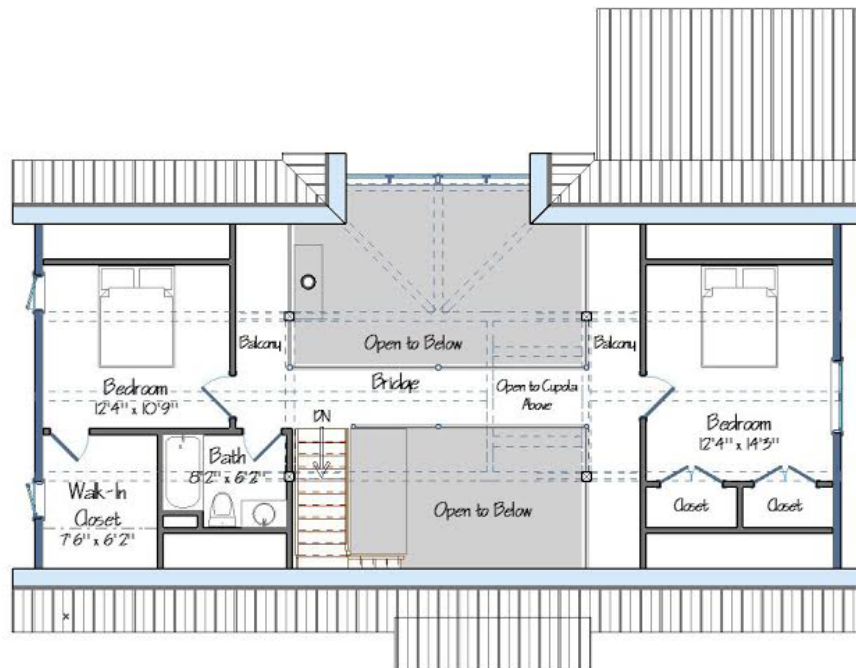 Balcony
Open to Below
Balcony
Bedroom
12'4" x 10'9"
Bridge
Open to Cupola
Above
DN
Bedroom
12'4" x 14'3"
Bath
8'2" x 6'2"
Walk-In
Closet
7'6" x 6'2"
Closet
Closet
Open to Below
x